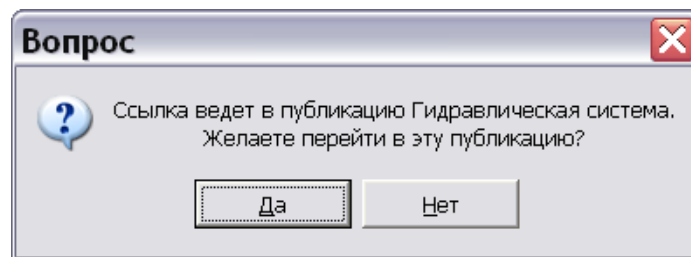 Вопрос
Ссылка ведет в публикацию Гидравлическая система.
Желаете перейти в эту публикацию?
Да
Нет